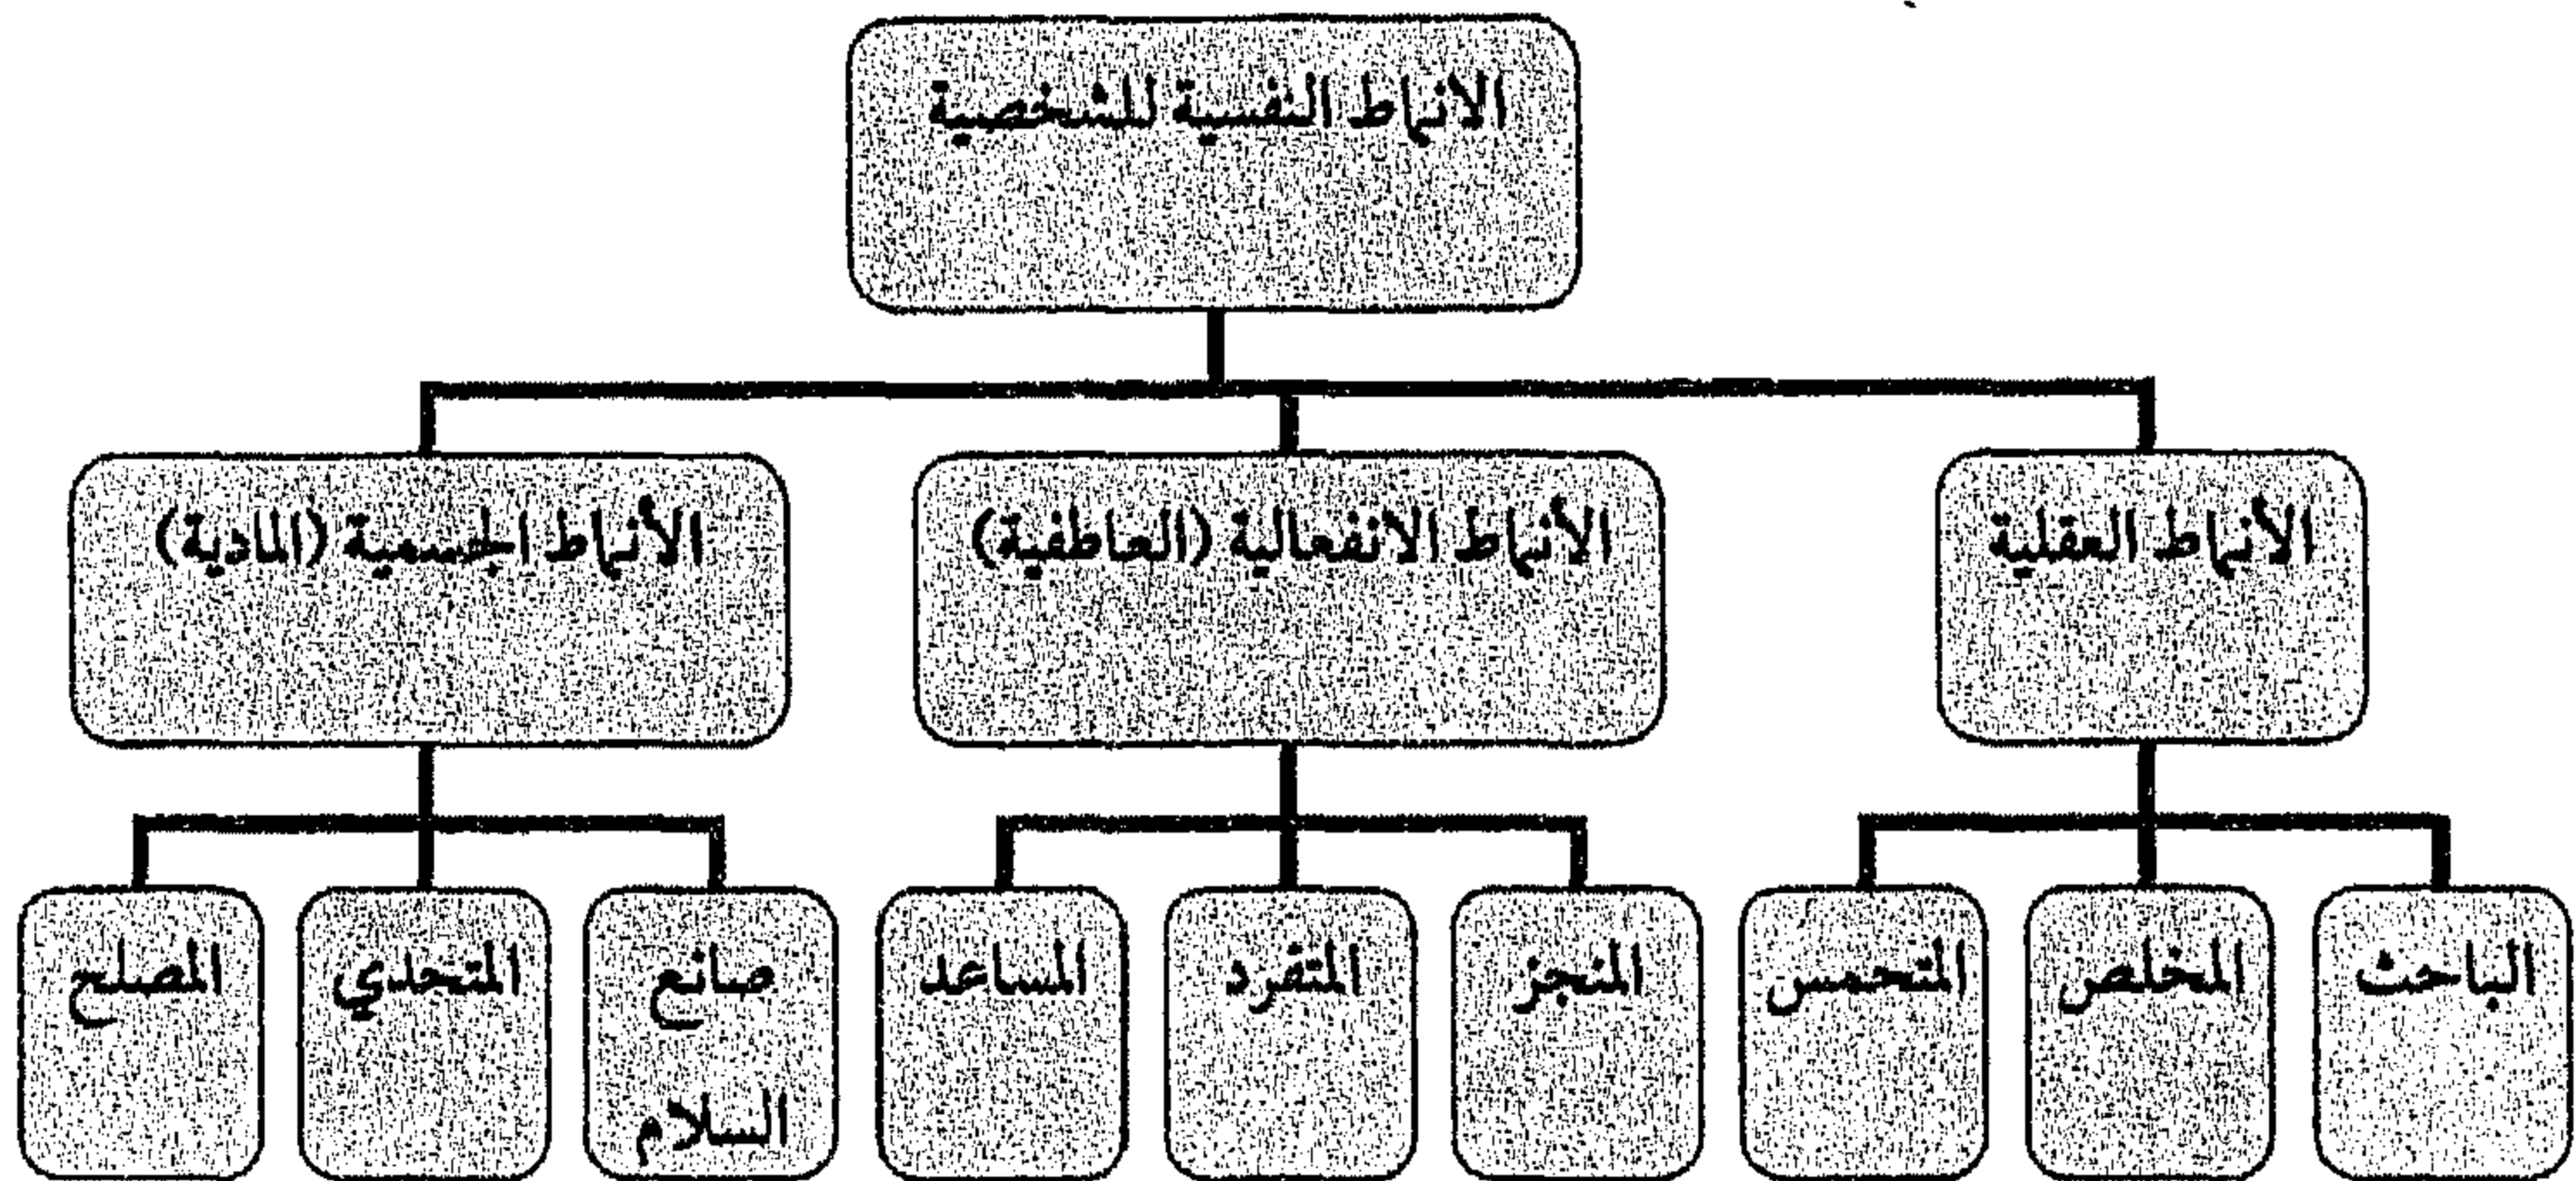 الانماط النفسية للشخصية
الأنماط العقلية
الأنماط الانفعالية (العاطفية)
الأنماط الجسمية (المادية)
الباحث
المخلص
المتحمس
المنجز
المتفرد
المساعد
صانع
السلام
المتحدي
المصلح